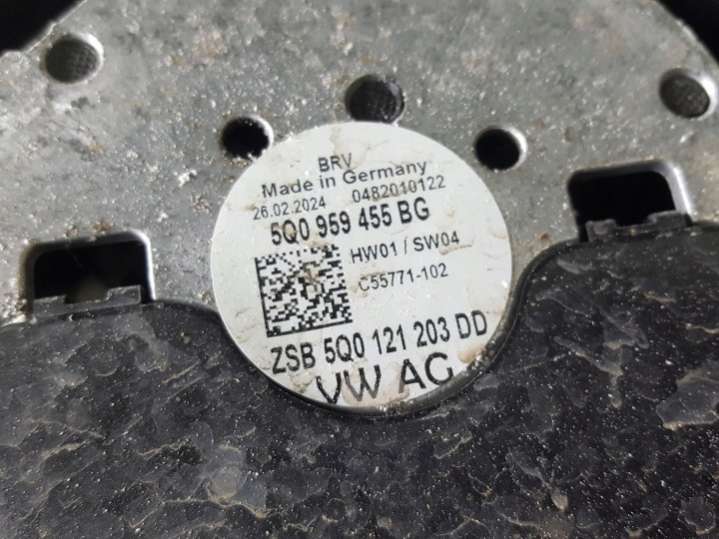 BRV
Made in Germany
26.02.2024 0482010122
5Q0 959 455 BG
HW01 / SW04
C55771-102
ZSB 5Q0 121 203 DD
VW AG